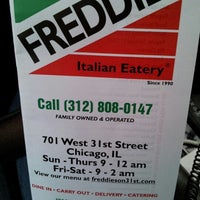 FREDDIE
Italian Eatery
Since 1990
Call (312) 808-0147
FAMILY OWNED & OPERATED
701 West 31st Street
Chicago, IL
Sun - Thurs 9 - 12 am
Fri-Sat - 9 - 2 am
View our menu at freddieson31st.com
DINE IN - CARRY OUT - DELIVERY - CATERING